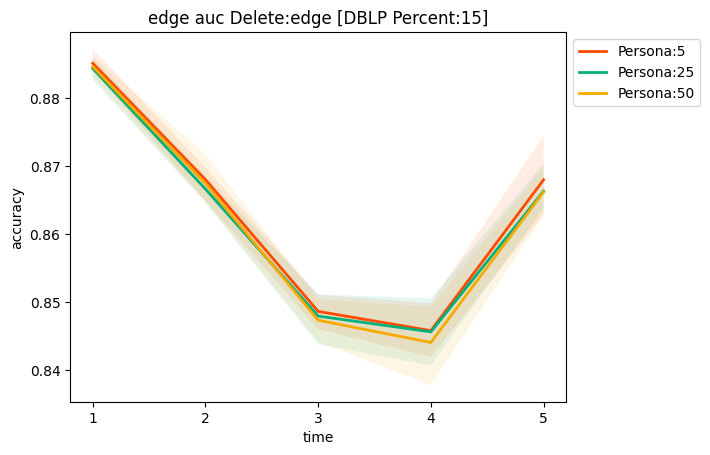 edge auc Delete:edge [DBLP Percent:15]
Persona:5
Persona:25
Persona:50
accuracy
0.88
0.87
0.86
0.85
0.84
1 2 3 4 5
time